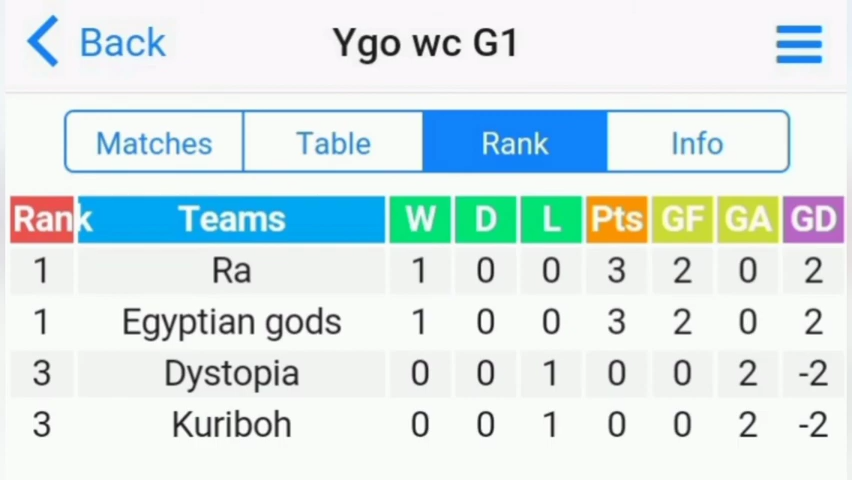 Back Ygo wc G1
Matches Table Rank Info
Rank Teams W D L Pts GF GA GD
1 Ra 1 0 0 3 2 0 2
1 Egyptian gods 1 0 0 3 2 0 2
3 Dystopia 0 0 1 0 0 2 -2
3 Kuriboh 0 0 1 0 0 2 -2